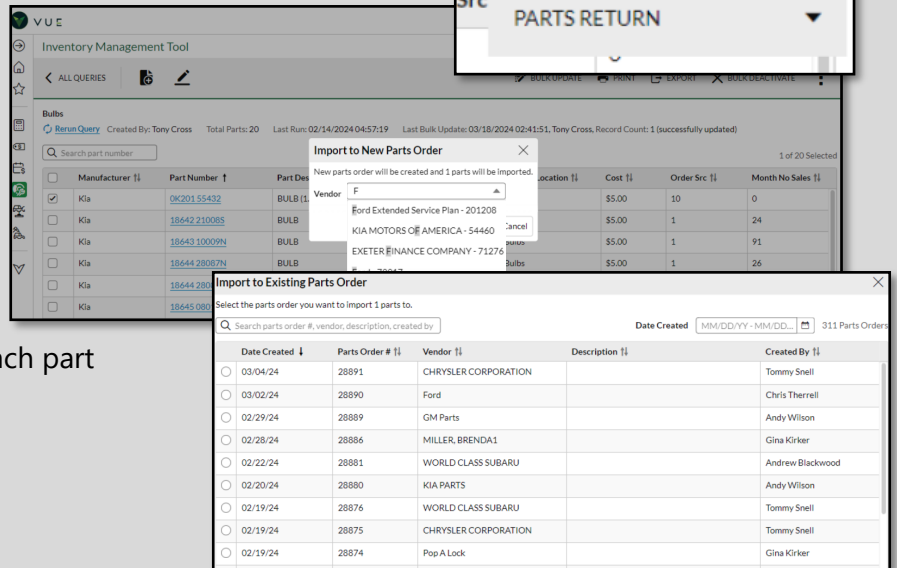 Src
PARTS RETURN
VUE
Inventory Management Tool
ALL QUERIES
BULK UPDATE PRINT EXPORT BULK DEACTIVATE
Bulbs
Rerun Query Created By: Tony Cross Total Parts: 20 Last Run: 02/14/2024 04:57:19 Last Bulk Update: 03/18/2024 02:41:51, Tony Cross, Record Count: 1 (successfully updated)
Search part number
1 of 20 Selected
Manufacturer Part Number Part Des Location Cost Order Src Month No Sales
Kia 0K201 55432 BULB (1. $5.00 10 0
Kia 18642 21008S BULB $5.00 1 24
Kia 18643 10009N BULB Bulbs $5.00 1 91
Kia 18644 28087N BULB Bulbs $5.00 1 26
Kia 18644 280
Kia 18645 080
Import to New Parts Order
New parts order will be created and 1 parts will be imported.
Vendor F
Ford Extended Service Plan - 201208
KIA MOTORS OF AMERICA - 54460
Cancel
EXETER FINANCE COMPANY - 71276
ach part
Import to Existing Parts Order
Select the parts order you want to import 1 parts to.
Search parts order #, vendor, description, created by
Date Created MM/DD/YY - MM/DD... 311 Parts Orders
Date Created Parts Order # Vendor Description Created By
03/04/24 28891 CHRYSLER CORPORATION Tommy Snell
03/02/24 28890 Ford Chris Therrell
02/29/24 28889 GM Parts Andy Wilson
02/28/24 28886 MILLER, BRENDA1 Gina Kirker
02/22/24 28881 WORLD CLASS SUBARU Andrew Blackwood
02/20/24 28880 KIA PARTS Andy Wilson
02/19/24 28876 WORLD CLASS SUBARU Tommy Snell
02/19/24 28875 CHRYSLER CORPORATION Tommy Snell
02/19/24 28874 Pop A Lock Gina Kirker